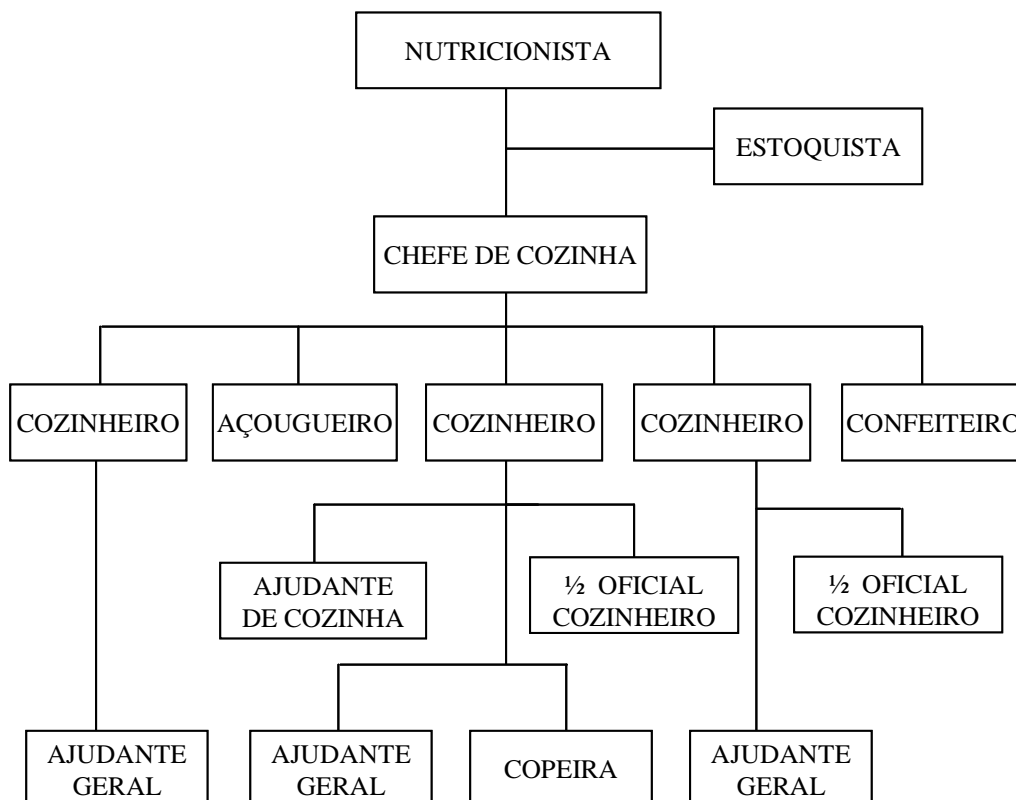 NUTRICIONISTA
ESTOQUISTA
CHEFE DE COZINHA
COZINHEIRO
AÇOUGUEIRO
COZINHEIRO
COZINHEIRO
CONFEITEIRO
AJUDANTE
DE COZINHA
½ OFICIAL
COZINHEIRO
½ OFICIAL
COZINHEIRO
AJUDANTE
GERAL
AJUDANTE
GERAL
COPEIRA
AJUDANTE
GERAL